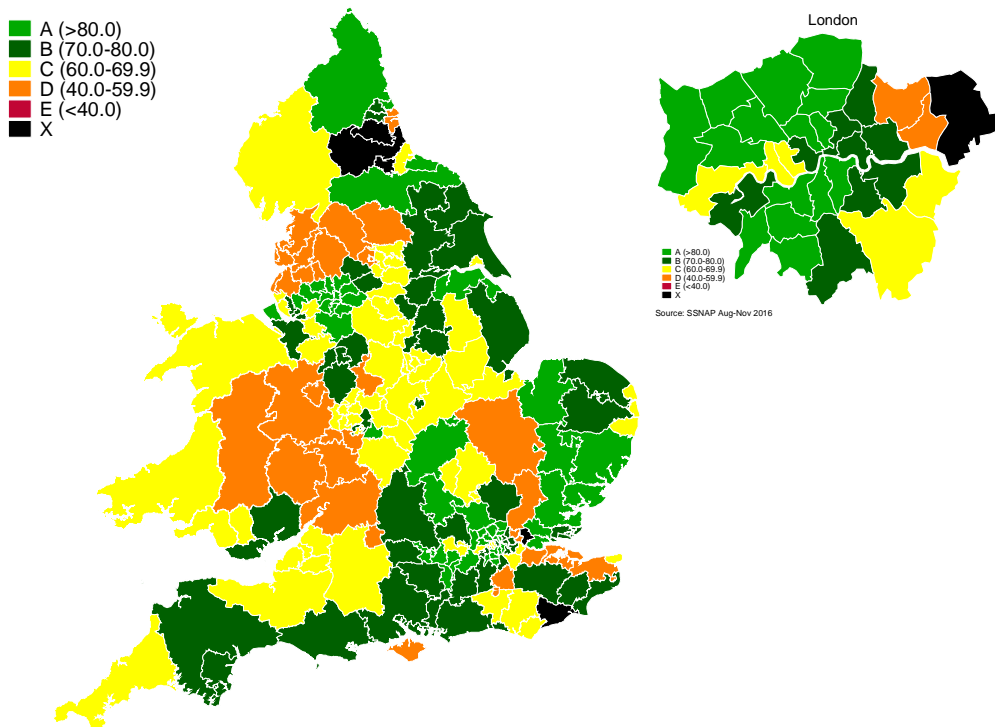 A (>80.0)
B (70.0-80.0)
C (60.0-69.9)
D (40.0-59.9)
E (<40.0)
X
London
A (>80.0)
B (70.0-80.0)
C (60.0-69.9)
D (40.0-59.9)
E (<40.0)
X
Source: SSNAP Aug-Nov 2016